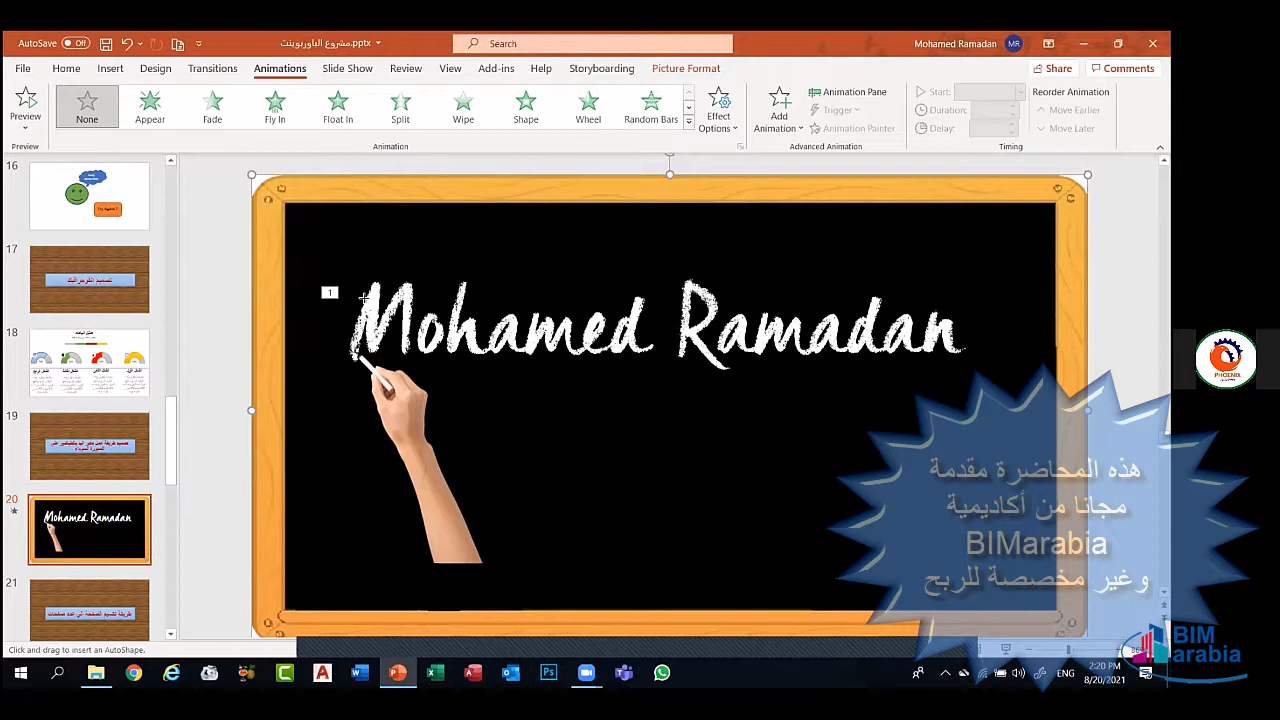 AutoSave Off
مشروع الباوربوينت.pptx
Search
Mohamed Ramadan MR
File Home Insert Design Transitions Animations Slide Show Review View Add-ins Help Storyboarding Picture Format
Share Comments
Preview
None Appear Fade Fly In Float In Split Wipe Shape Wheel Random Bars
Effect Options
Add Animation
Animation Pane
Trigger
Animation Painter
Start:
Duration:
Delay:
Reorder Animation
Move Earlier
Move Later
Preview Animation Advanced Animation Timing
16
17
18
19
20
Mohamed Ramadan
21
1
Mohamed Ramadan
هذه المحاضرة مقدمة
مجانا من أكاديمية
BIMarabia
وغير مخصصة للربح
PHOENIX
BIM
arabia
Click and drag to insert an AutoShape.
ENG
2:20 PM
8/20/2021